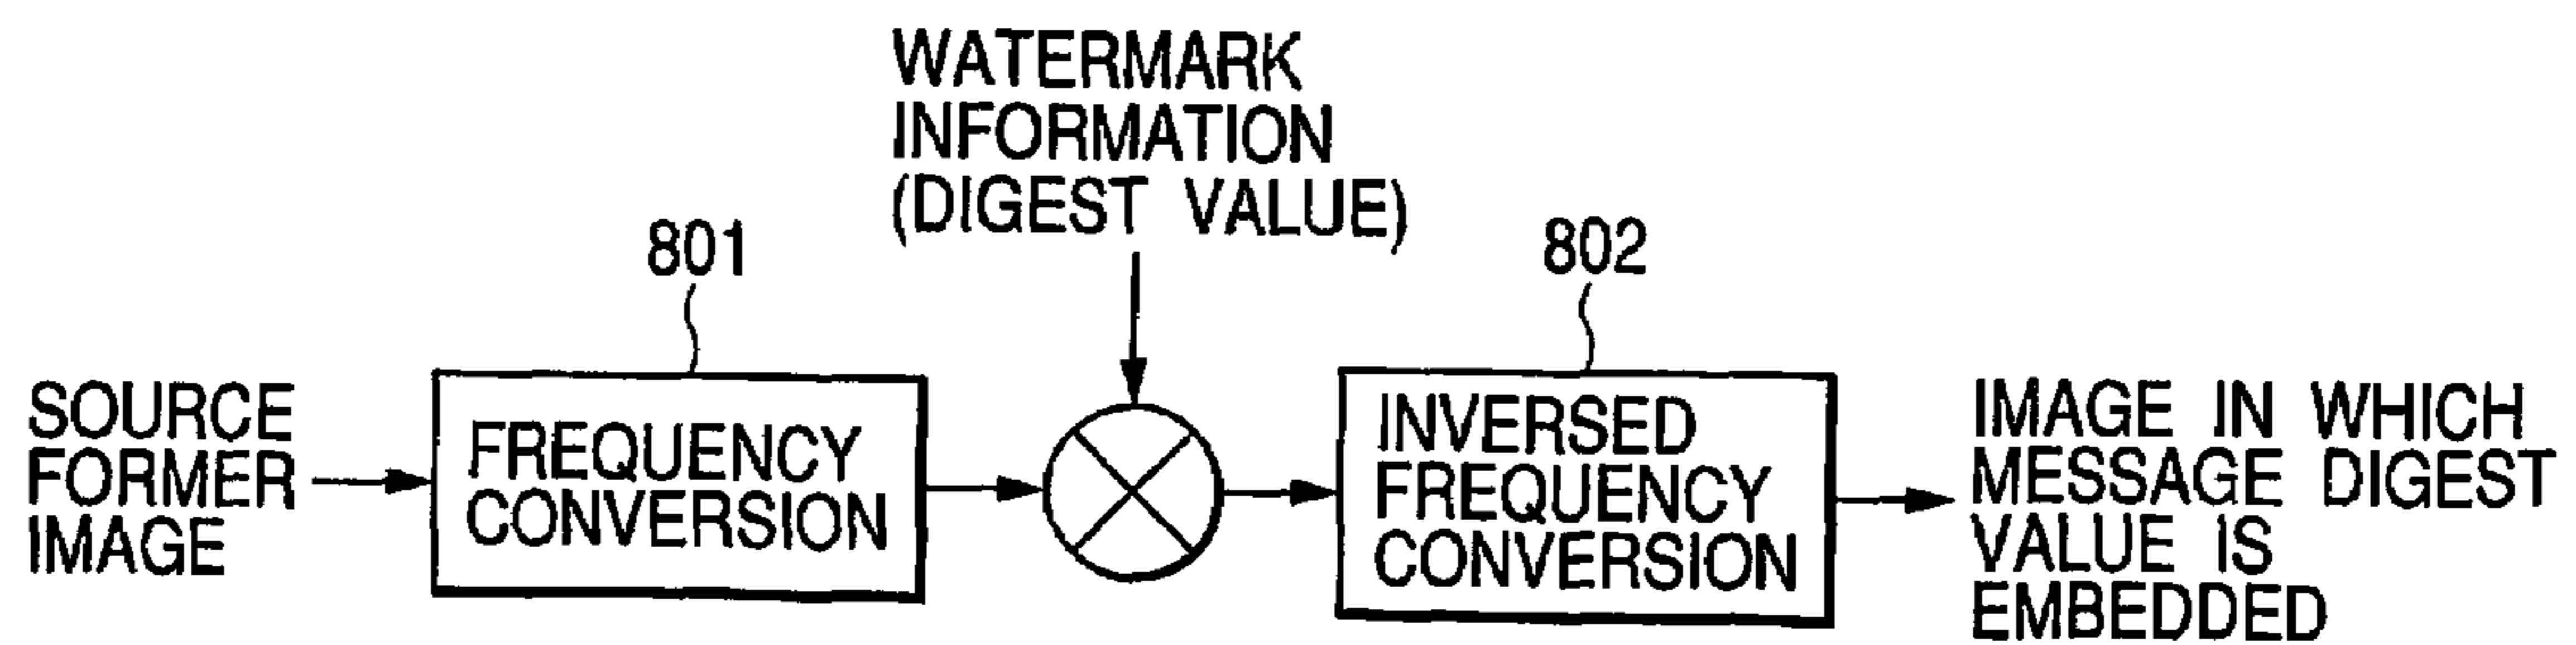 WATERMARK
INFORMATION
(DIGEST VALUE)
801
802
SOURCE
FORMER
IMAGE
FREQUENCY
CONVERSION
INVERSED
FREQUENCY
CONVERSION
IMAGE IN WHICH
MESSAGE DIGEST
VALUE IS
EMBEDDED